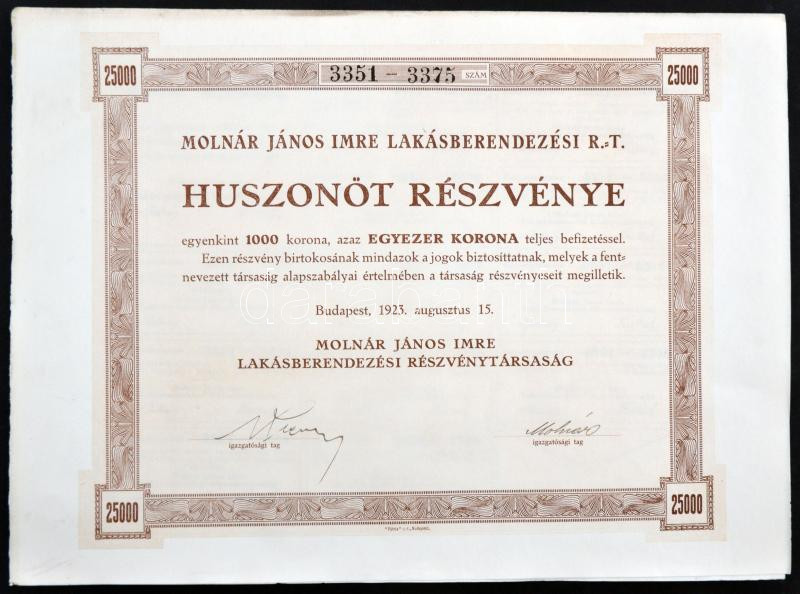 25000
3351 - 3375 SZÁM
25000
MOLNÁR JÁNOS IMRE LAKÁSBERENDEZÉSI R.=T.
HUSZONÖT RÉSZVÉNYE
egyenkint 1000 korona, azaz EGYEZER KORONA teljes befizetéssel.
Ezen részvény birtokosának mindazok a jogok biztosíttatnak, melyek a fent=
nevezett társaság alapszabályai értelmében a társaság részvényeseit megilletik.
Budapest, 1923. augusztus 15.
MOLNÁR JÁNOS IMRE
LAKÁSBERENDEZÉSI RÉSZVÉNYTÁRSASÁG
Molnár
igazgatósági tag
igazgatósági tag
25000
25000